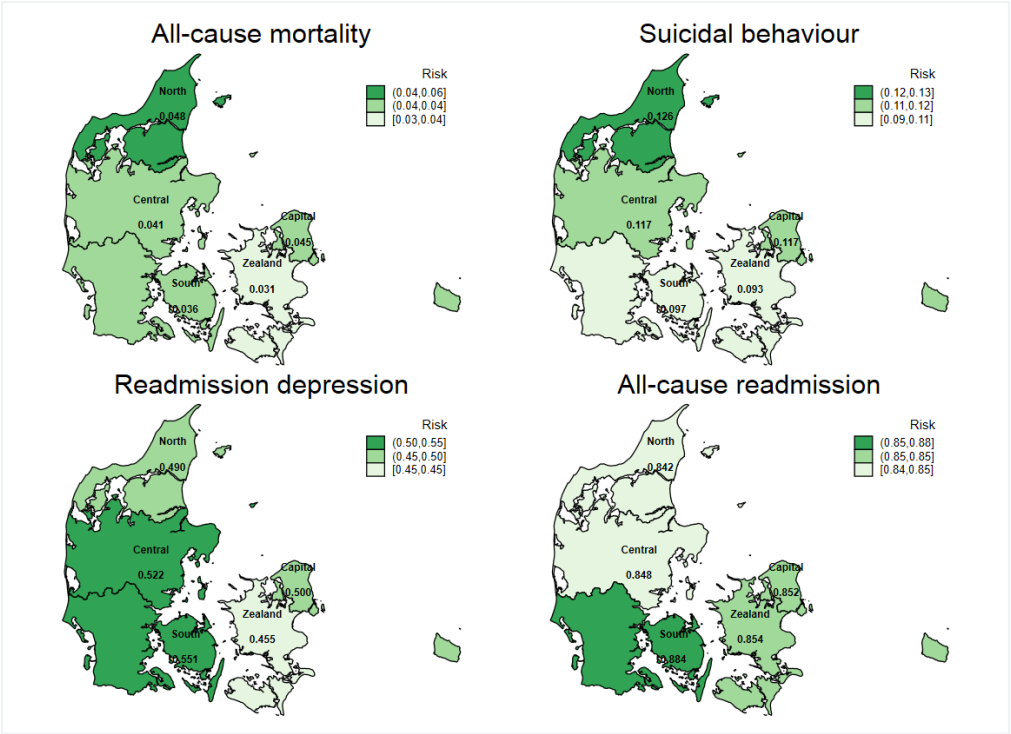 All-cause mortality
Risk
(0.04,0.06]
(0.04,0.04]
[0.03,0.04]
North
0.048
Central
0.041
Capital
0.045
Zealand
0.031
South
0.036
Suicidal behaviour
Risk
(0.12,0.13]
(0.11,0.12]
[0.09,0.11]
North
0.126
Central
0.117
Capital
0.117
Zealand
0.093
South
0.097
Readmission depression
Risk
(0.50,0.55]
(0.45,0.50]
[0.45,0.45]
North
0.490
Central
0.522
Capital
0.500
Zealand
0.455
South
0.551
All-cause readmission
Risk
(0.85,0.88]
(0.85,0.85]
[0.84,0.85]
North
0.842
Central
0.848
Capital
0.852
Zealand
0.854
South
0.884